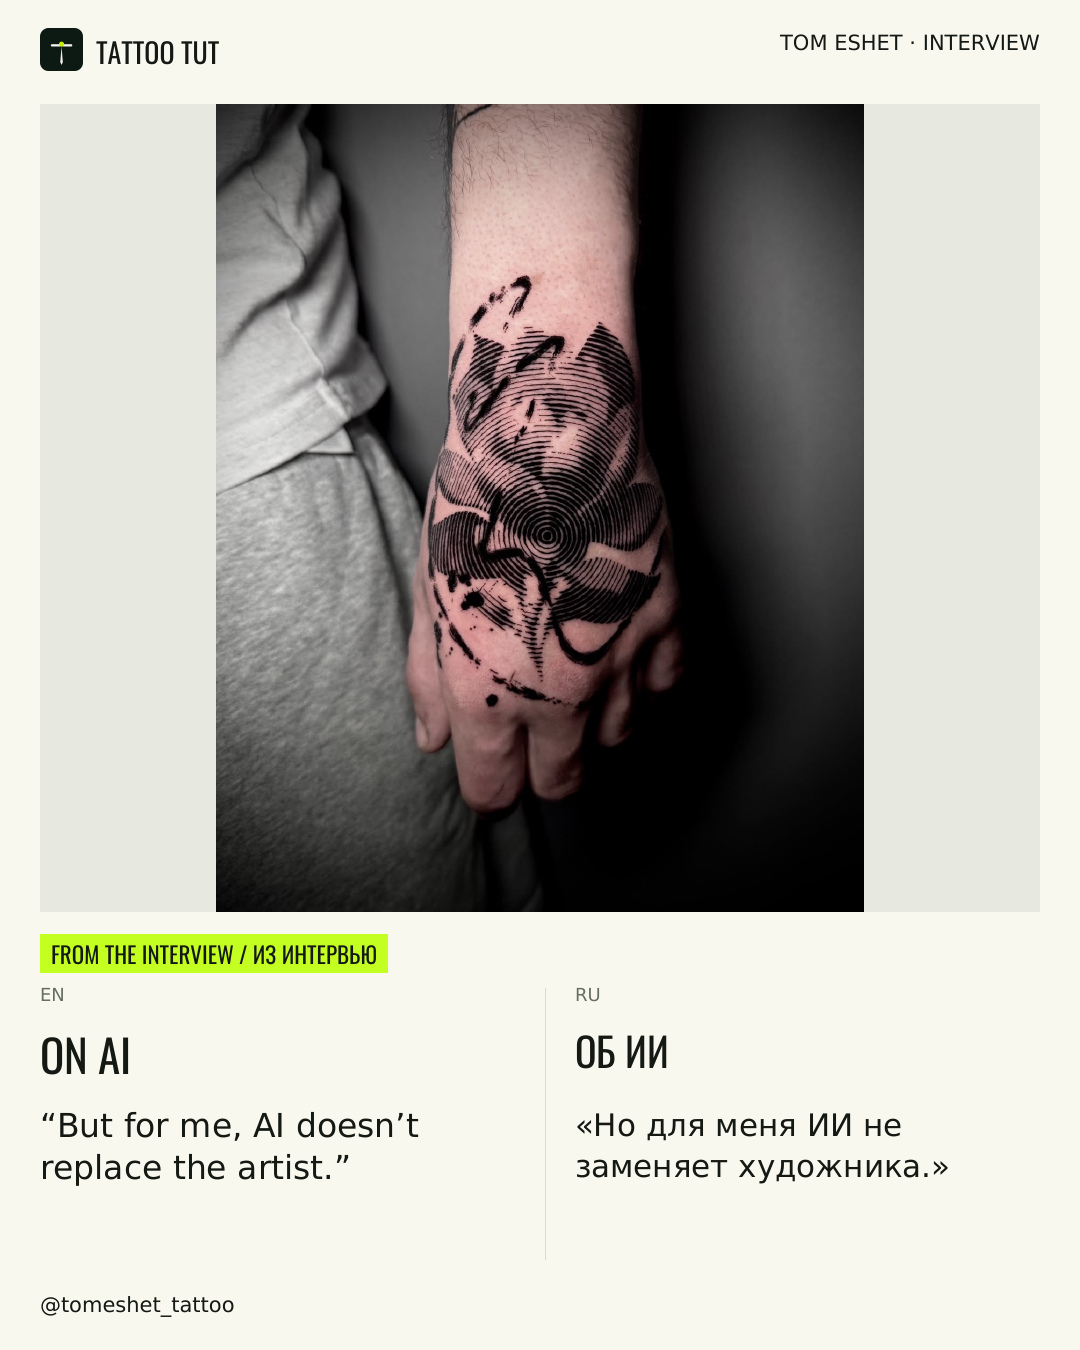 TATTOO TUT
TOM ESHET · INTERVIEW
FROM THE INTERVIEW / ИЗ ИНТЕРВЬЮ
EN
ON AI
“But for me, AI doesn’t
replace the artist.”
RU
ОБ ИИ
«Но для меня ИИ не
заменяет художника.»
@tomeshet_tattoo